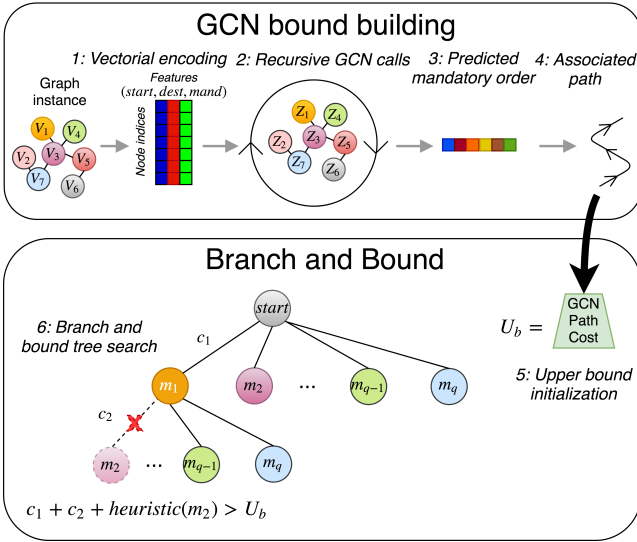 GCN bound building
1: Vectorial encoding
2: Recursive GCN calls
3: Predicted
mandatory order
4: Associated
path
Graph
instance
Features
(start, dest, mand)
Node indices
V1
V2
V3
V4
V5
V6
V7
Z1
Z2
Z3
Z4
Z5
Z6
Z7
Branch and Bound
6: Branch and
bound tree search
start
c1
m1
m2
...
mq−1
mq
c2
m2
...
mq−1
mq
c1 + c2 + heuristic(m2) > Ub
Ub =
GCN
Path
Cost
5: Upper bound
initialization